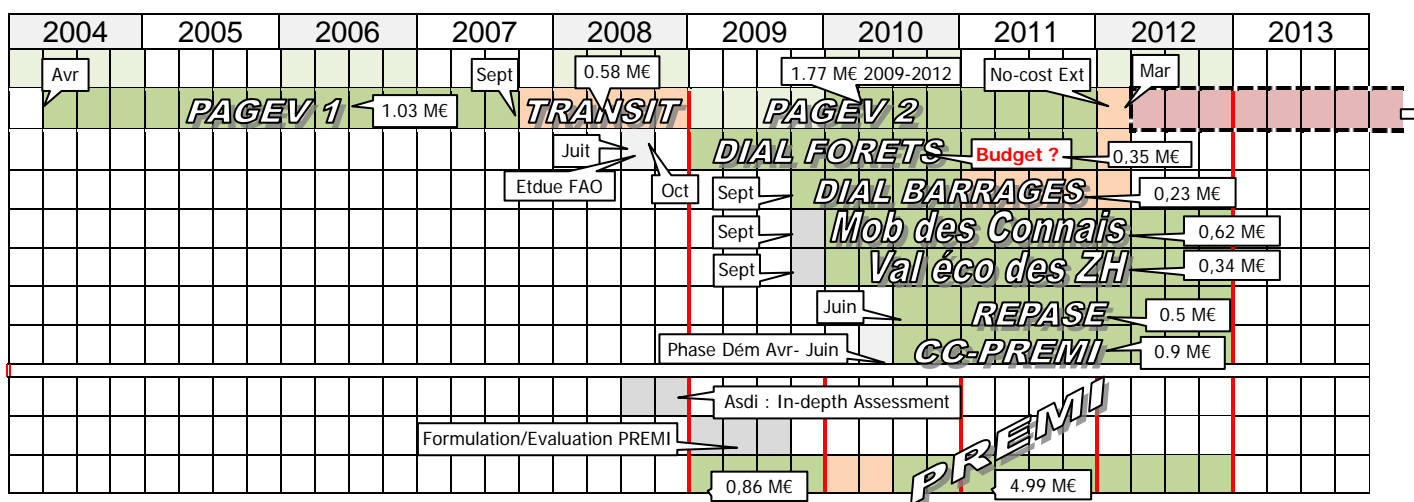 2004 2005 2006 2007 2008 2009 2010 2011 2012 2013
Avr Sept 0.58 M€ 1.77 M€ 2009-2012 No-cost Ext Mar
PAGEV 1 1.03 M€ TRANSIT PAGEV 2
Juit DIAL FORETS Budget ? 0,35 M€
Etdue FAO Oct Sept DIAL BARRAGES 0,23 M€
Sept Mob des Connais 0,62 M€
Sept Val éco des ZH 0,34 M€
Juin REPASE 0.5 M€
Phase Dém Avr- Juin CC-PREMI 0.9 M€
Asdi : In-depth Assessment
Formulation/Evaluation PREMI PREMI
0,86 M€ 4.99 M€